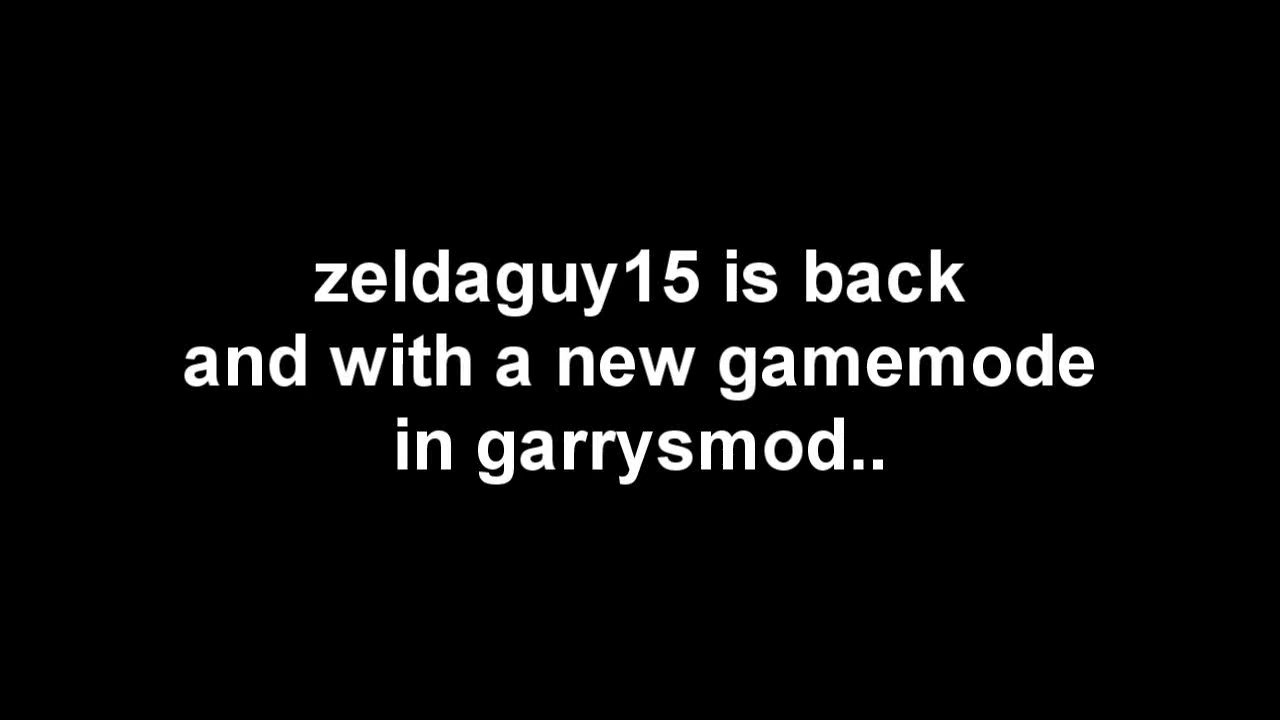 zeldaguy15 is back
and with a new gamemode
in garrysmod..